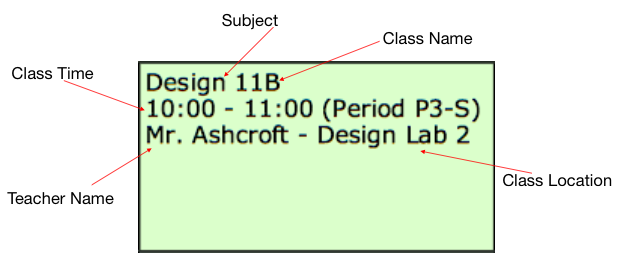 Subject
Class Name
Class Time
Design 11B
10:00 - 11:00 (Period P3-S)
Mr. Ashcroft - Design Lab 2
Teacher Name
Class Location